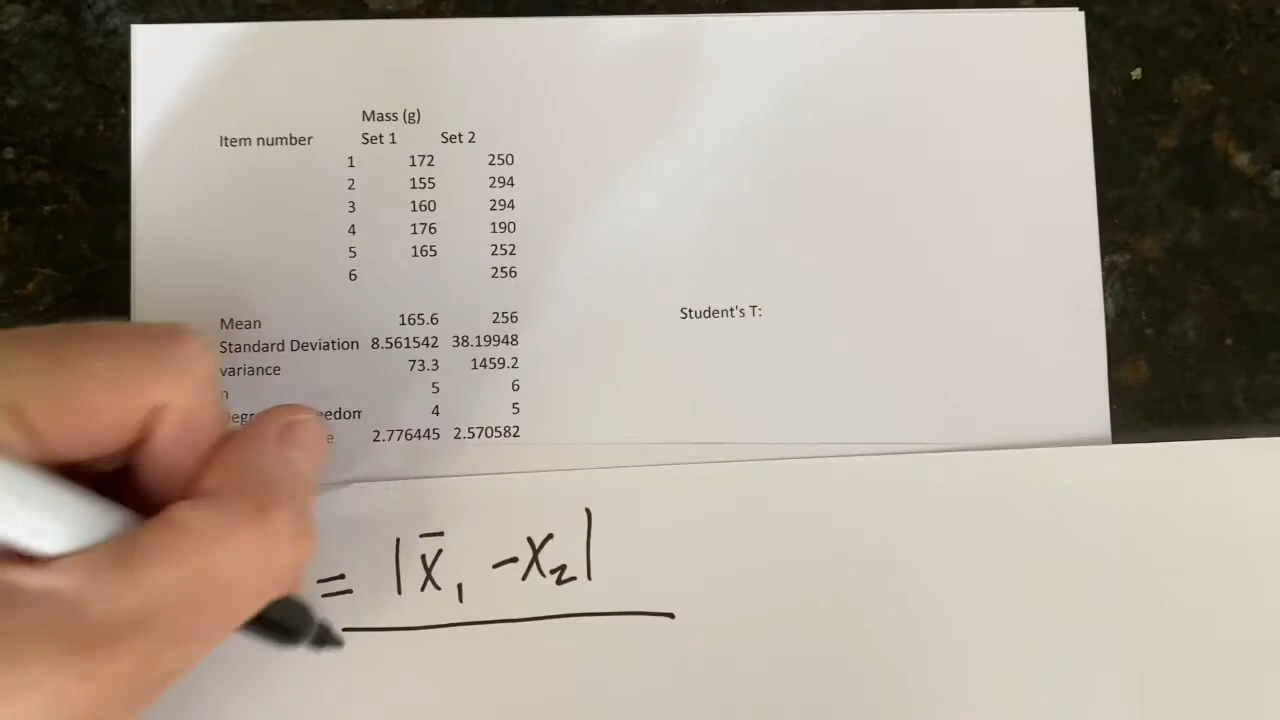 Mass (g)
Item number Set 1 Set 2
1 172 250
2 155 294
3 160 294
4 176 190
5 165 252
6 256
Mean 165.6 256
Student's T:
Standard Deviation 8.561542 38.19948
variance 73.3 1459.2
n 5 6
4 5
2.776445 2.570582
= |x̄₁ -x₂|